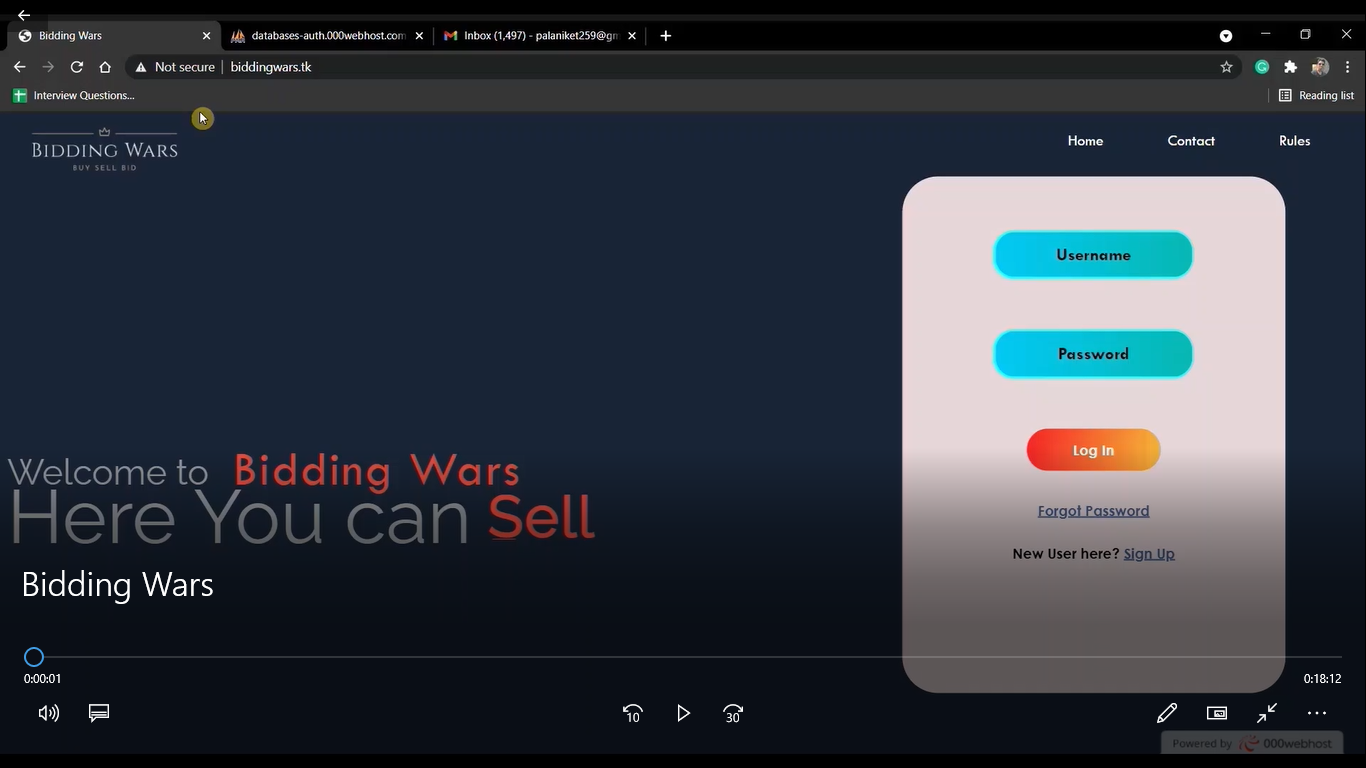 Bidding Wars
databases-auth.000webhost.com
Inbox (1,497) - palaniket259@gm
Not secure
biddingwars.tk
Interview Questions...
Reading list
BIDDING WARS
BUY SELL BID
Home
Contact
Rules
Username
Password
Log In
Forgot Password
New User here? Sign Up
Welcome to Bidding Wars
Here You can Sell
Bidding Wars
0:00:01
0:18:12
10
30
Powered by 000webhost